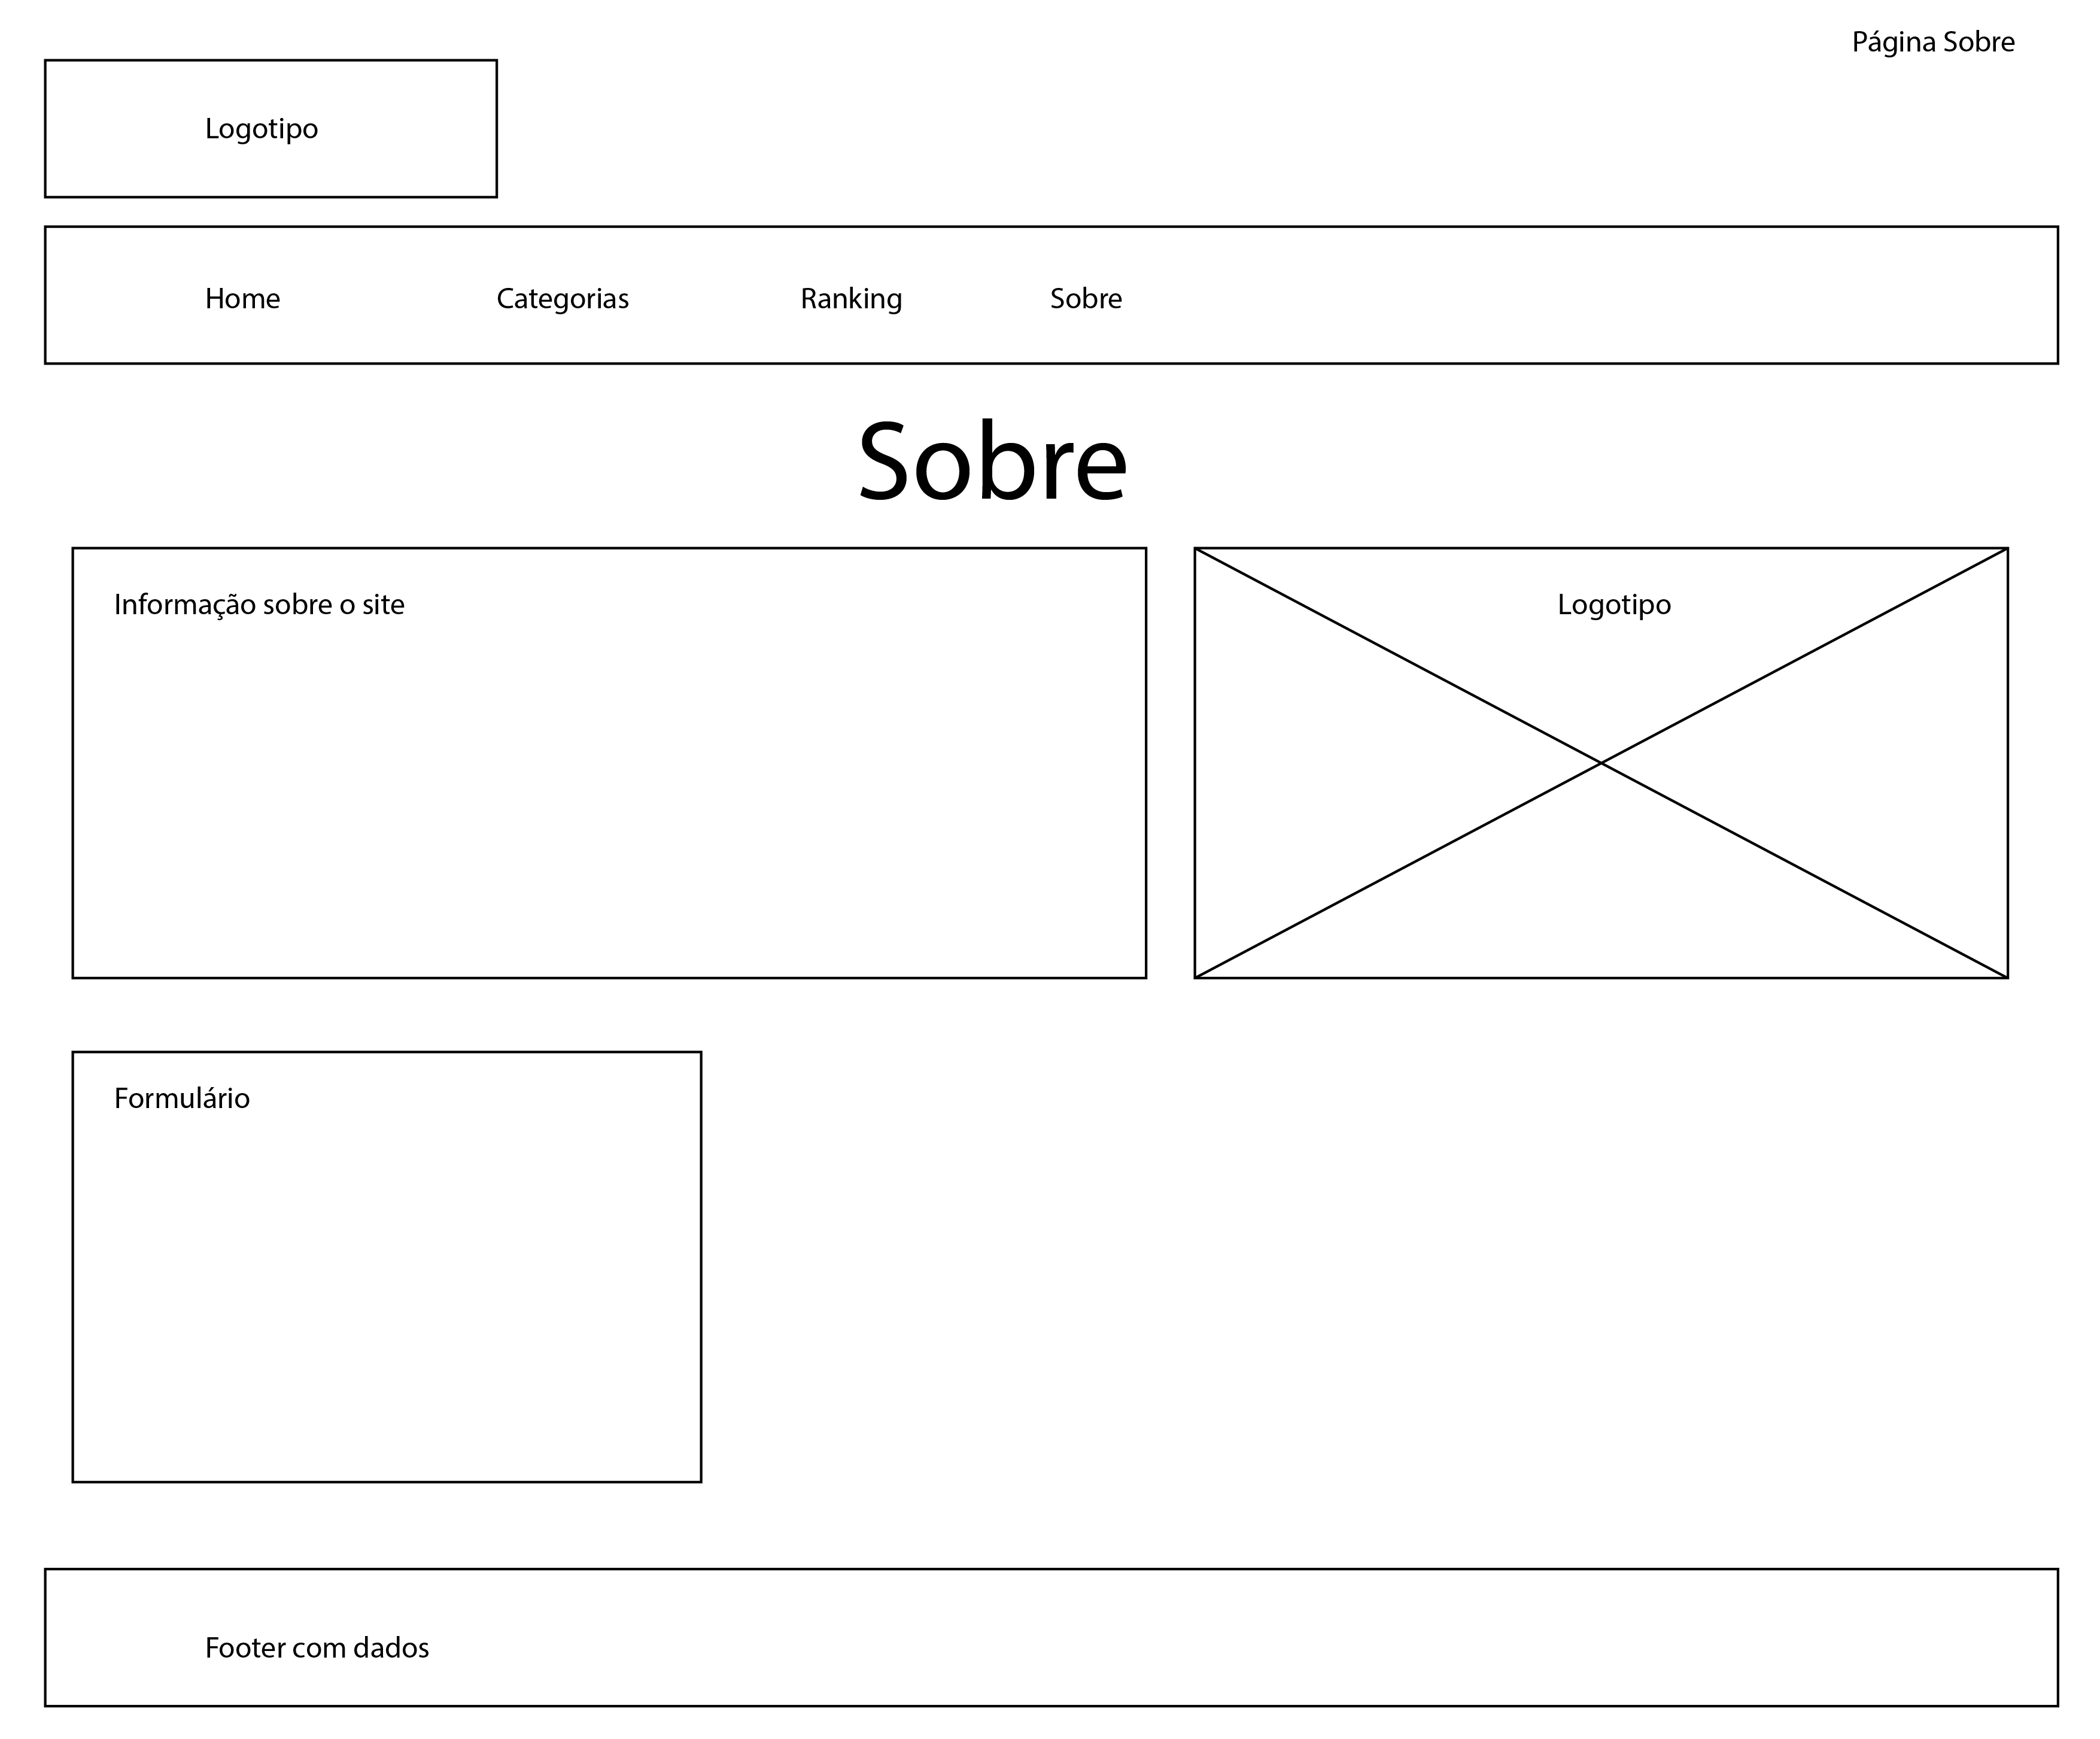 Página Sobre
Logotipo
Home Categorias Ranking Sobre
Sobre
Informação sobre o site
Logotipo
Formulário
Footer com dados